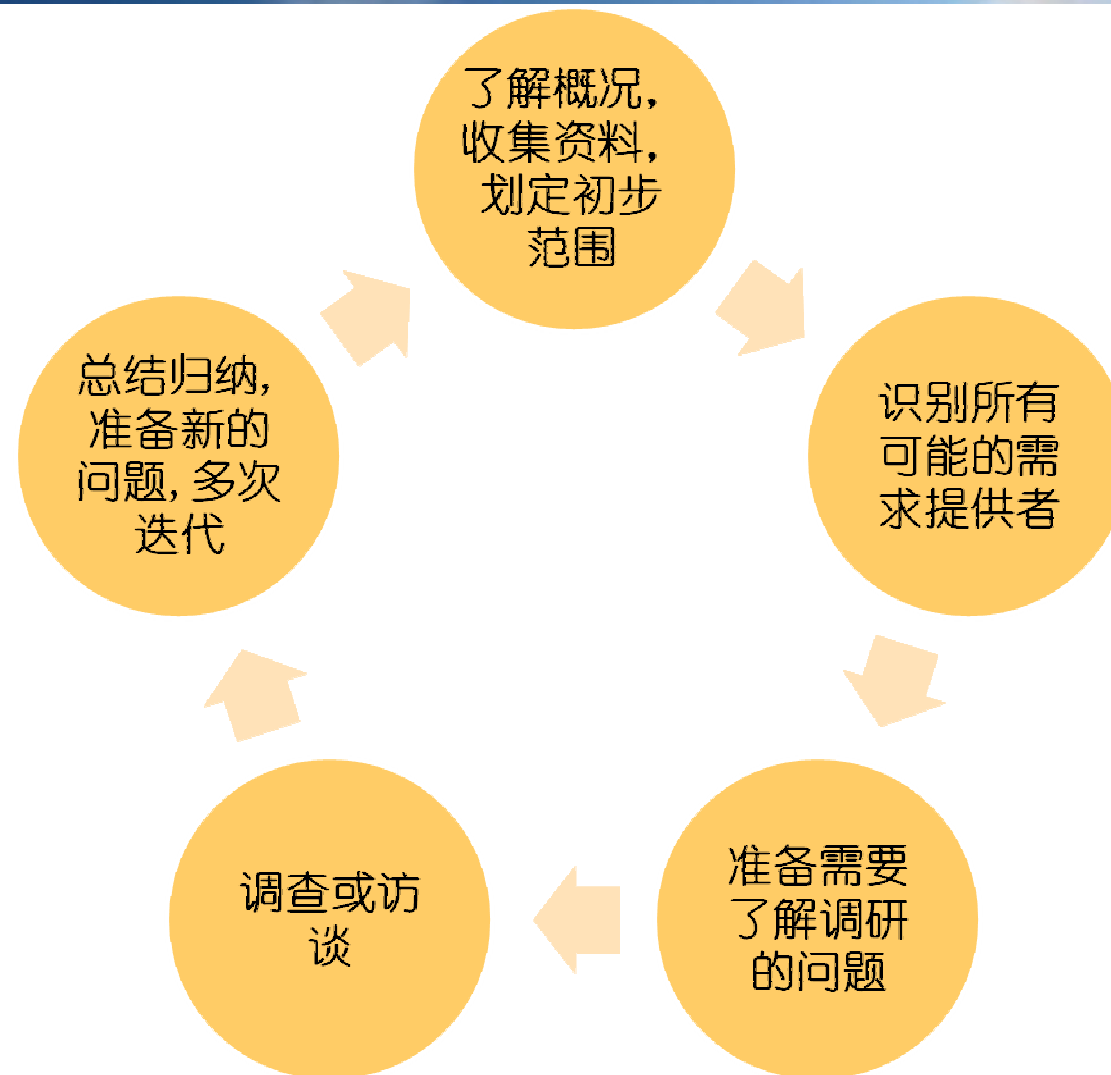 了解概况，
收集资料，
划定初步
范围
识别所有
可能的需
求提供者
准备需要
了解调研
的问题
调查或访
谈
总结归纳，
准备新的
问题，多次
迭代